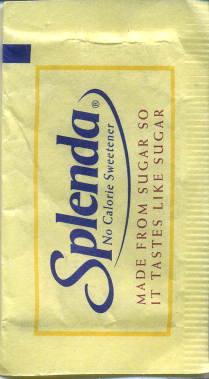 Splenda®
No Calorie Sweetener
MADE FROM SUGAR SO
IT TASTES LIKE SUGAR